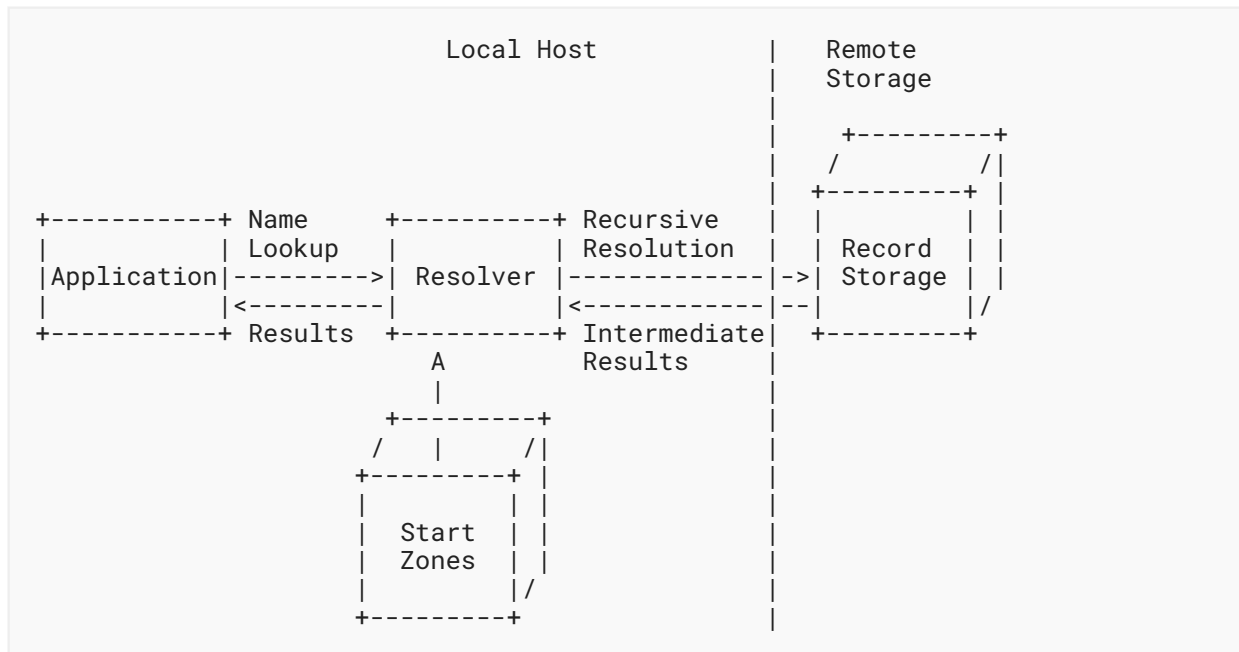 Local Host Remote
Storage
Name Recursive
Lookup Resolution Record
Application Resolver Storage
Results Intermediate
A Results
Start
Zones